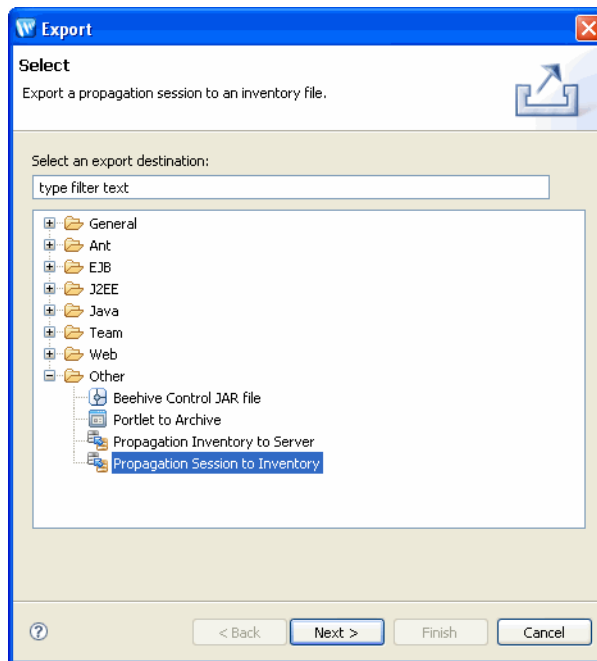 Export
Select
Export a propagation session to an inventory file.
Select an export destination:
type filter text
General
Ant
EJB
J2EE
Java
Team
Web
Other
Beehive Control JAR file
Portlet to Archive
Propagation Inventory to Server
Propagation Session to Inventory
? < Back Next > Finish Cancel